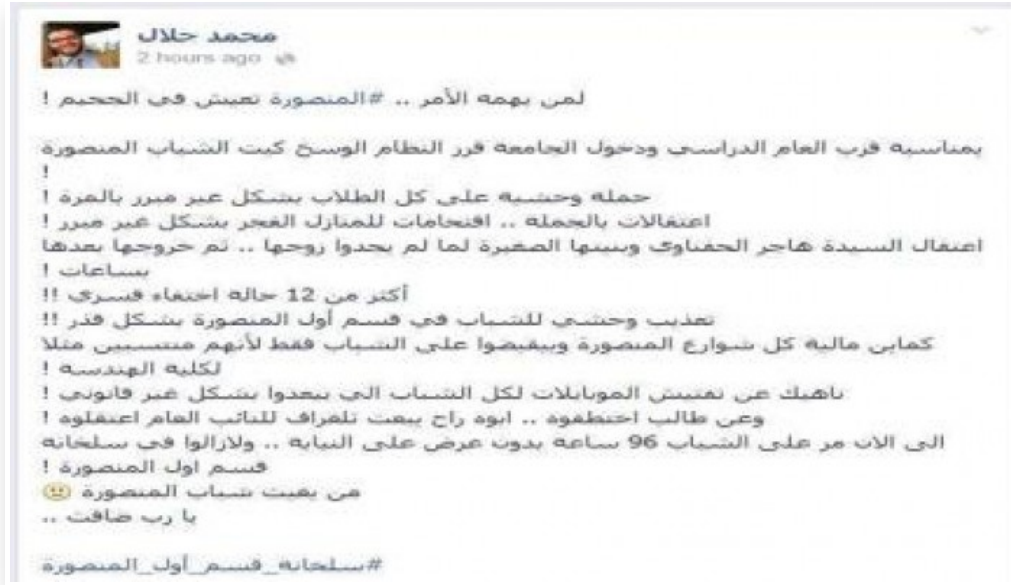 محمد جلال
2 hours ago
لمن يهمه الأمر .. #المنصورة تعيش في الجحيم !
بمناسبة قرب العام الدراسي ودخول الجامعة قرر النظام الوسخ كبت الشباب المنصورة
!
حملة وحشية على كل الطلاب بشكل غير مبرر بالمرة !
اعتقالات بالجملة .. اقتحامات للمنازل الفجر بشكل غير مبرر !
اعتقال السيدة هاجر الحفناوي وبنيتها الصغيرة لما لم يجدوا زوجها .. ثم خروجها بعدها
بساعات !
أكثر من 12 حالة اختفاء قسري !!
تعذيب وحشي للشباب في قسم أول المنصورة بشكل قذر !!
كماين مالية كل شوارع المنصورة وبيقبضوا على الشباب فقط لأنهم منتسبين مثلا
لكلية الهندسة !
ناهيك عن تفتيش الموبايلات لكل الشباب الي بيعدوا بشكل غير قانوني !
وعن طالب اختطفوه .. ابوه راح يبعت تلغراف للنائب العام اعتقلوه !
الى الان مر على الشباب 96 ساعة بدون عرض على النيابة .. ولازالوا في سلخانة
قسم اول المنصورة !
من يغيث شباب المنصورة
يا رب ضاقت ..
#سلخانة_قسم_أول_المنصورة